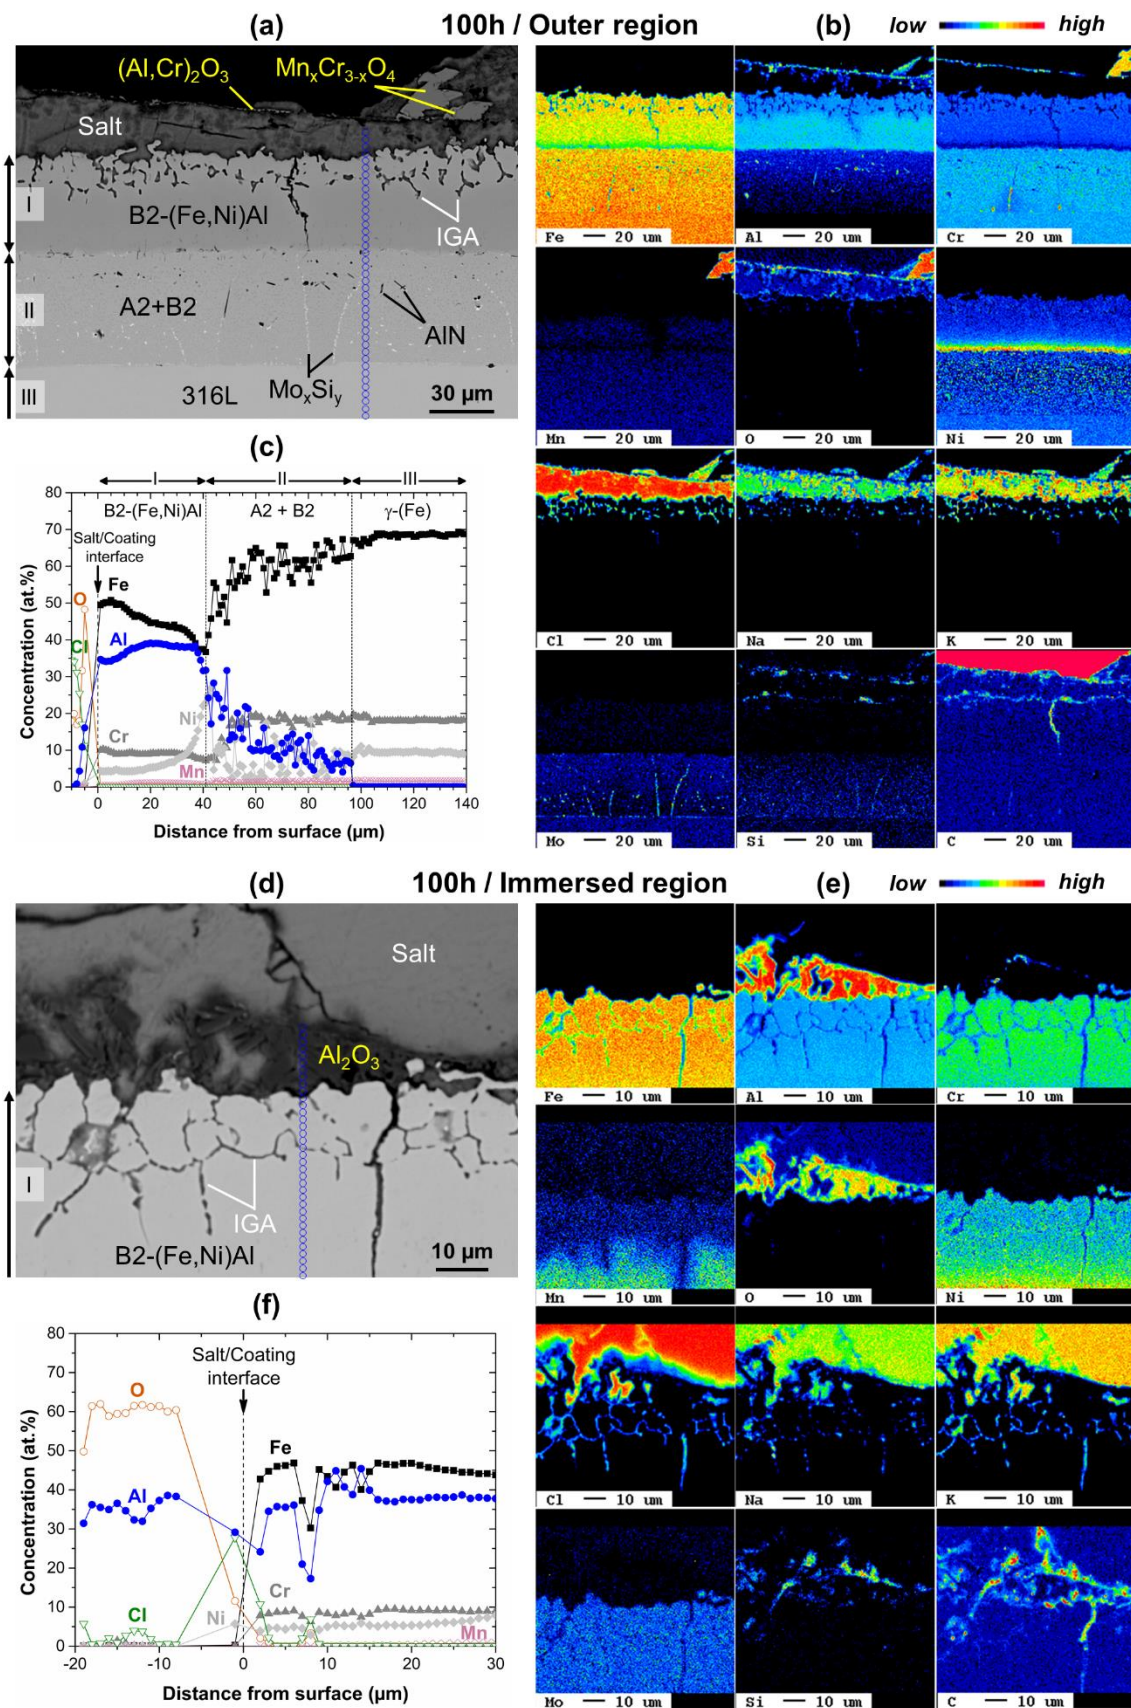 (a) 100h / Outer region (b) low high
(Al,Cr)₂O₃
MnₓCr₃₋ₓO₄
Salt
I
B2-(Fe,Ni)Al
IGA
II
A2+B2
AlN
MoₓSiᵧ
III
316L
30 µm
Fe 20 um
Al 20 um
Cr 20 um
Mn 20 um
O 20 um
Ni 20 um
Cl 20 um
Na 20 um
K 20 um
Mo 20 um
Si 20 um
C 20 um
(c)
I II III
B2-(Fe,Ni)Al A2 + B2 γ-(Fe)
Salt/Coating
interface
Fe
O
Cl
Al
Ni
Cr
Mn
80
70
60
50
40
30
20
10
0
Concentration (at.%)
0 20 40 60 80 100 120 140
Distance from surface (µm)
(d) 100h / Immersed region (e) low high
Salt
Al₂O₃
I
IGA
B2-(Fe,Ni)Al
10 µm
Fe 10 um
Al 10 um
Cr 10 um
Mn 10 um
O 10 um
Ni 10 um
Cl 10 um
Na 10 um
K 10 um
Mo 10 um
Si 10 um
C 10 um
(f)
Salt/Coating
interface
O
Fe
Al
Cr
Cl
Ni
Mn
80
70
60
50
40
30
20
10
0
Concentration (at.%)
-20 -10 0 10 20 30
Distance from surface (µm)